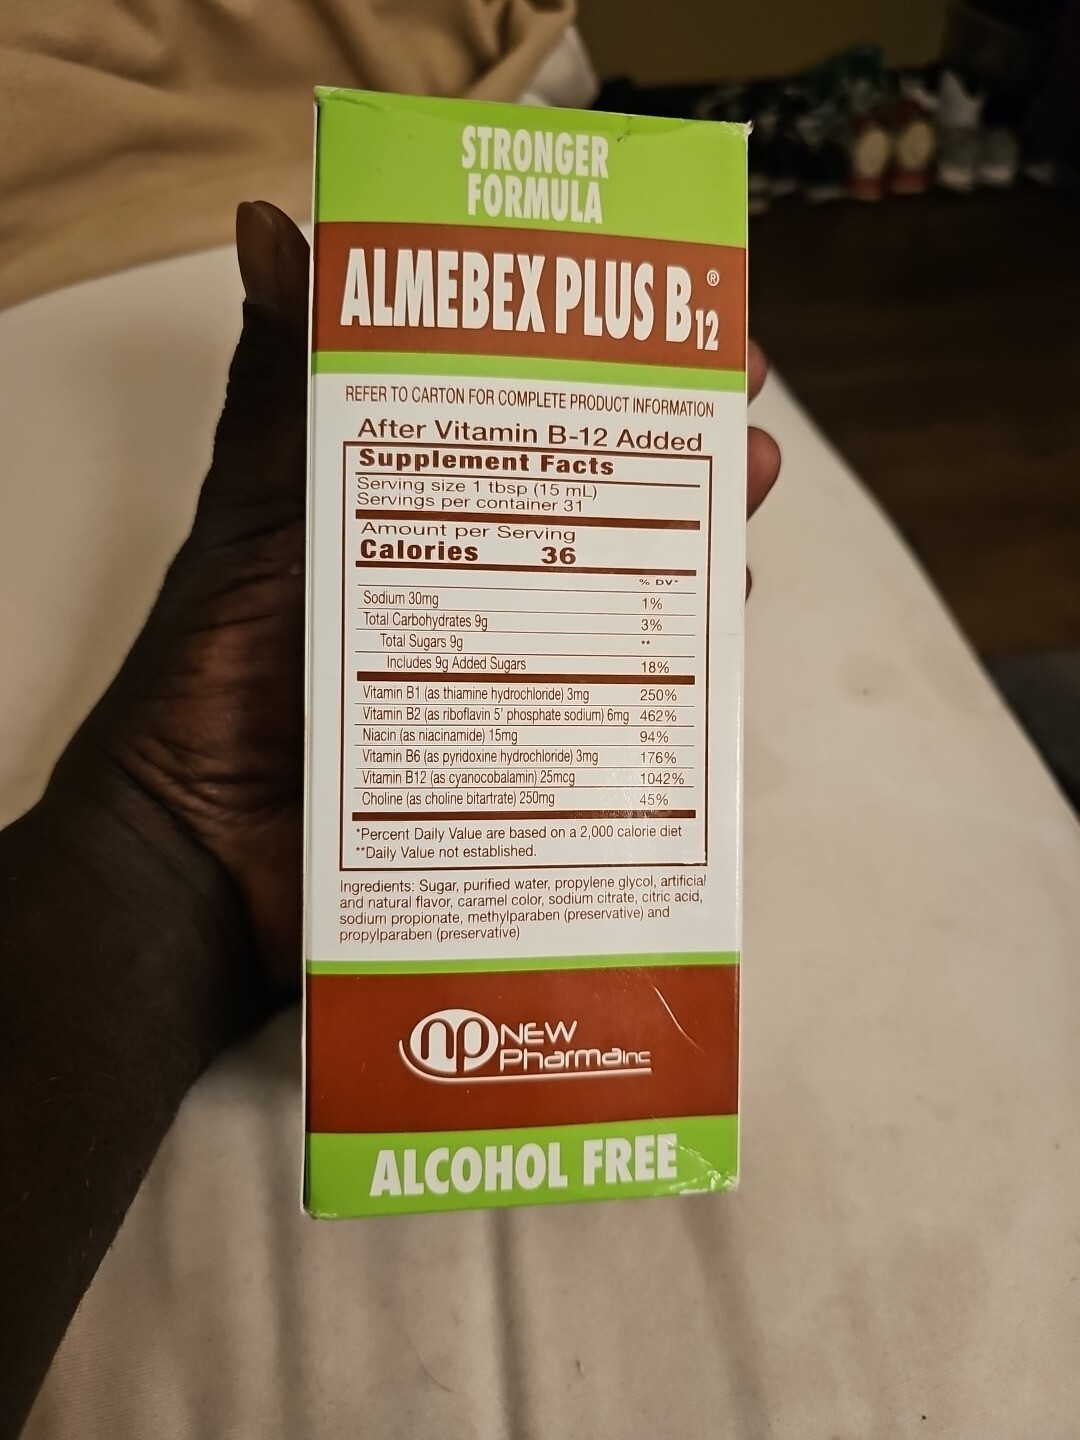 STRONGER
FORMULA
ALMEBEX PLUS B12®
REFER TO CARTON FOR COMPLETE PRODUCT INFORMATION
After Vitamin B-12 Added
Supplement Facts
Serving size 1 tbsp (15 mL)
Servings per container 31
Amount per Serving
Calories 36
% DV*
Sodium 30mg 1%
Total Carbohydrates 9g 3%
Total Sugars 9g **
Includes 9g Added Sugars 18%
Vitamin B1 (as thiamine hydrochloride) 3mg 250%
Vitamin B2 (as riboflavin 5' phosphate sodium) 6mg 462%
Niacin (as niacinamide) 15mg 94%
Vitamin B6 (as pyridoxine hydrochloride) 3mg 176%
Vitamin B12 (as cyanocobalamin) 25mcg 1042%
Choline (as choline bitartrate) 250mg 45%
*Percent Daily Value are based on a 2,000 calorie diet
**Daily Value not established.
Ingredients: Sugar, purified water, propylene glycol, artificial
and natural flavor, caramel color, sodium citrate, citric acid,
sodium propionate, methylparaben (preservative) and
propylparaben (preservative)
np NEW
Pharma inc
ALCOHOL FREE